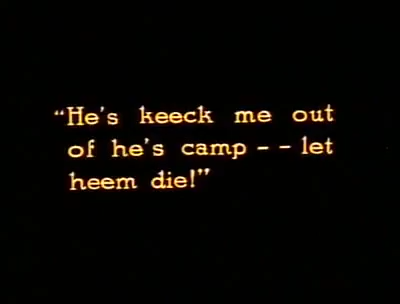 “He's keeck me out
of he's camp - - let
heem die!”